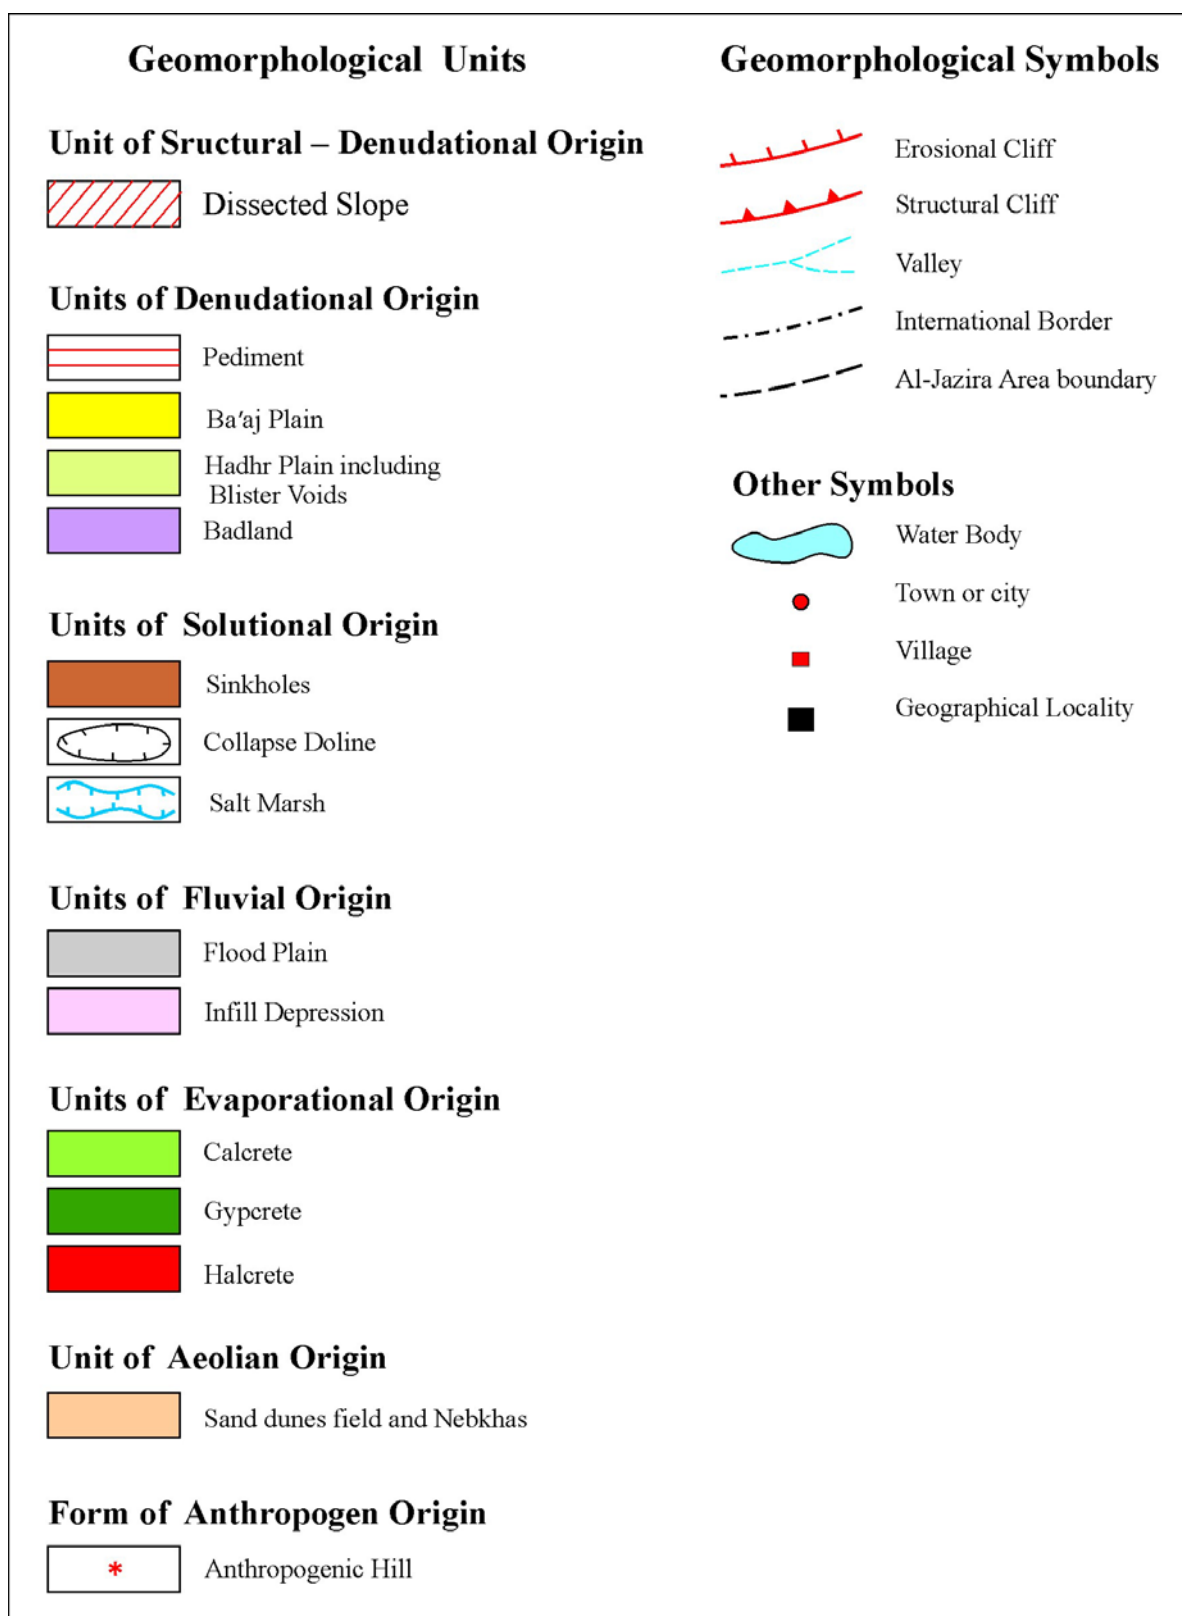 Geomorphological Units
Unit of Sructural – Denudational Origin
Dissected Slope
Units of Denudational Origin
Pediment
Ba'aj Plain
Hadhr Plain including
Blister Voids
Badland
Units of Solutional Origin
Sinkholes
Collapse Doline
Salt Marsh
Units of Fluvial Origin
Flood Plain
Infill Depression
Units of Evaporational Origin
Calcrete
Gypcrete
Halcrete
Unit of Aeolian Origin
Sand dunes field and Nebkhas
Form of Anthropogen Origin
Anthropogenic Hill
Geomorphological Symbols
Erosional Cliff
Structural Cliff
Valley
International Border
Al-Jazira Area boundary
Other Symbols
Water Body
Town or city
Village
Geographical Locality